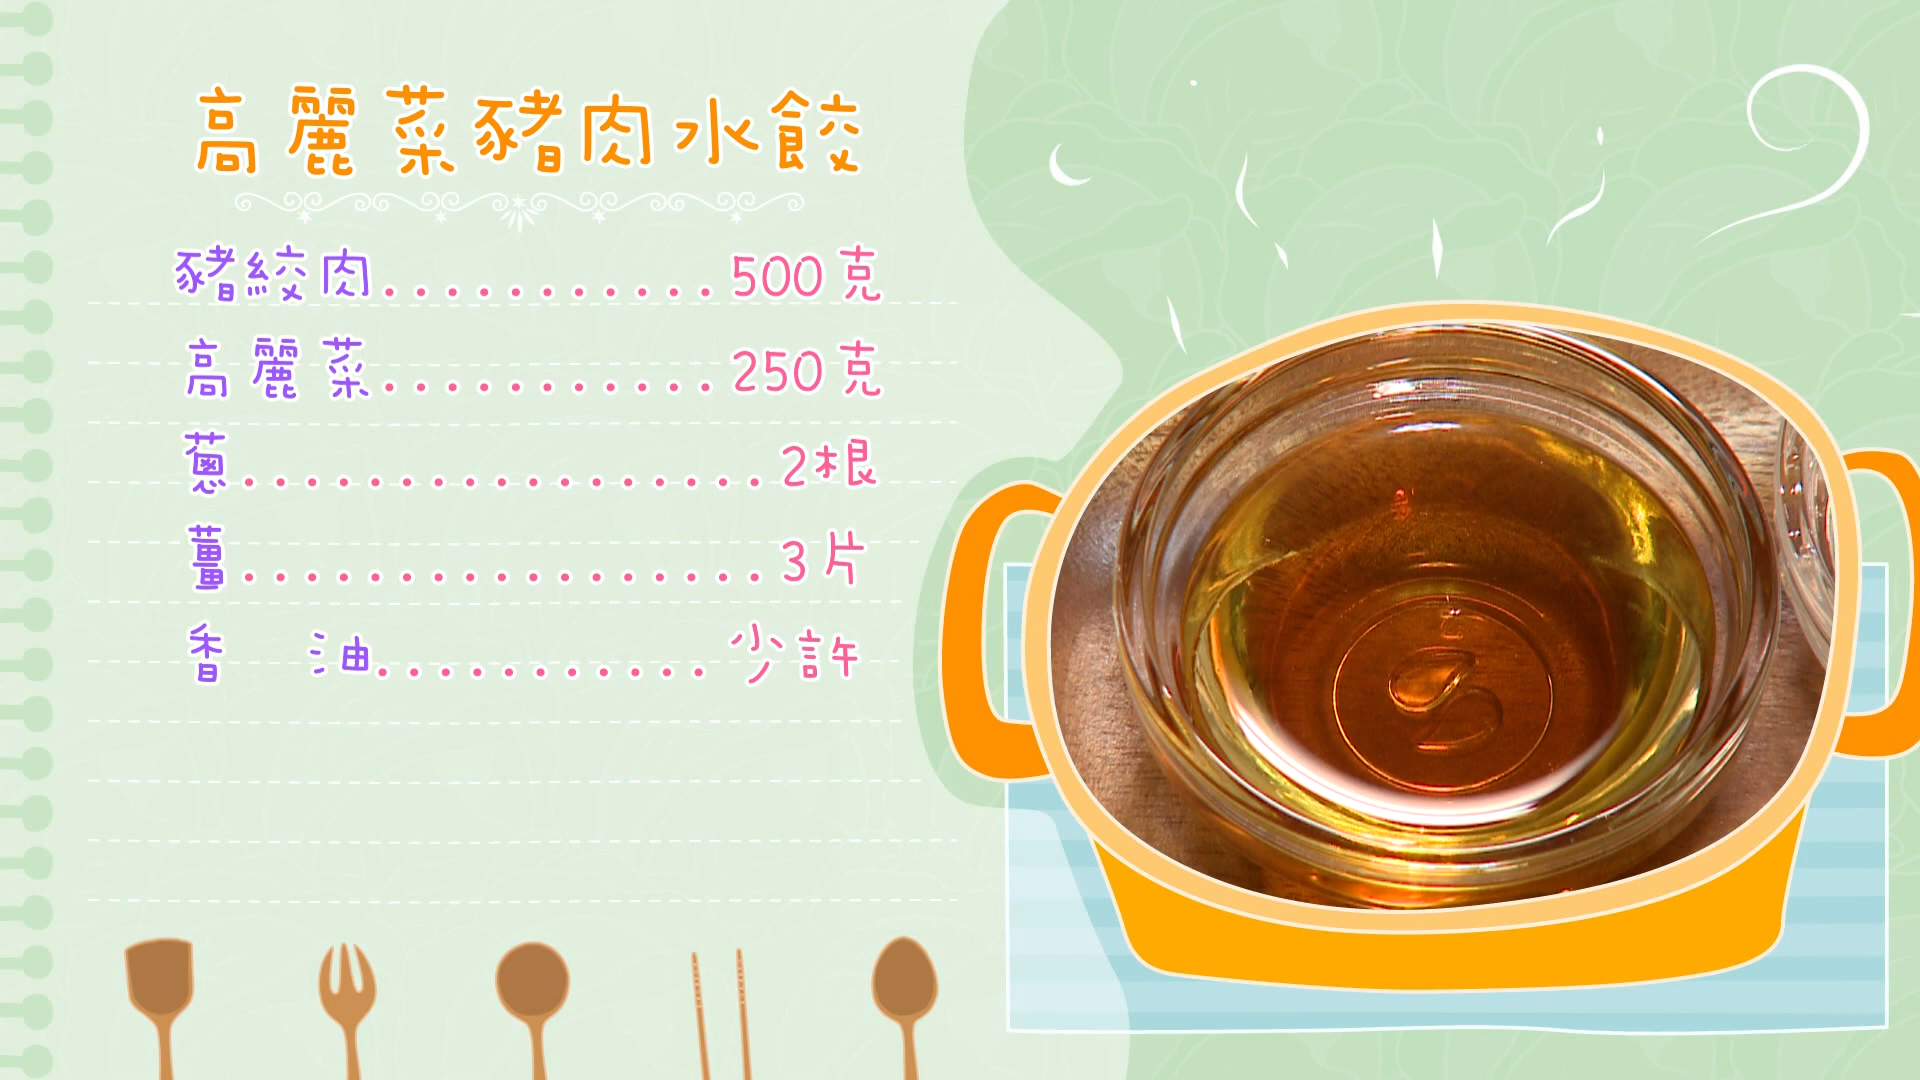 高麗菜豬肉水餃
豬絞肉...........500克
高麗菜...........250克
蔥.................2根
薑.................3片
香 油...........少許